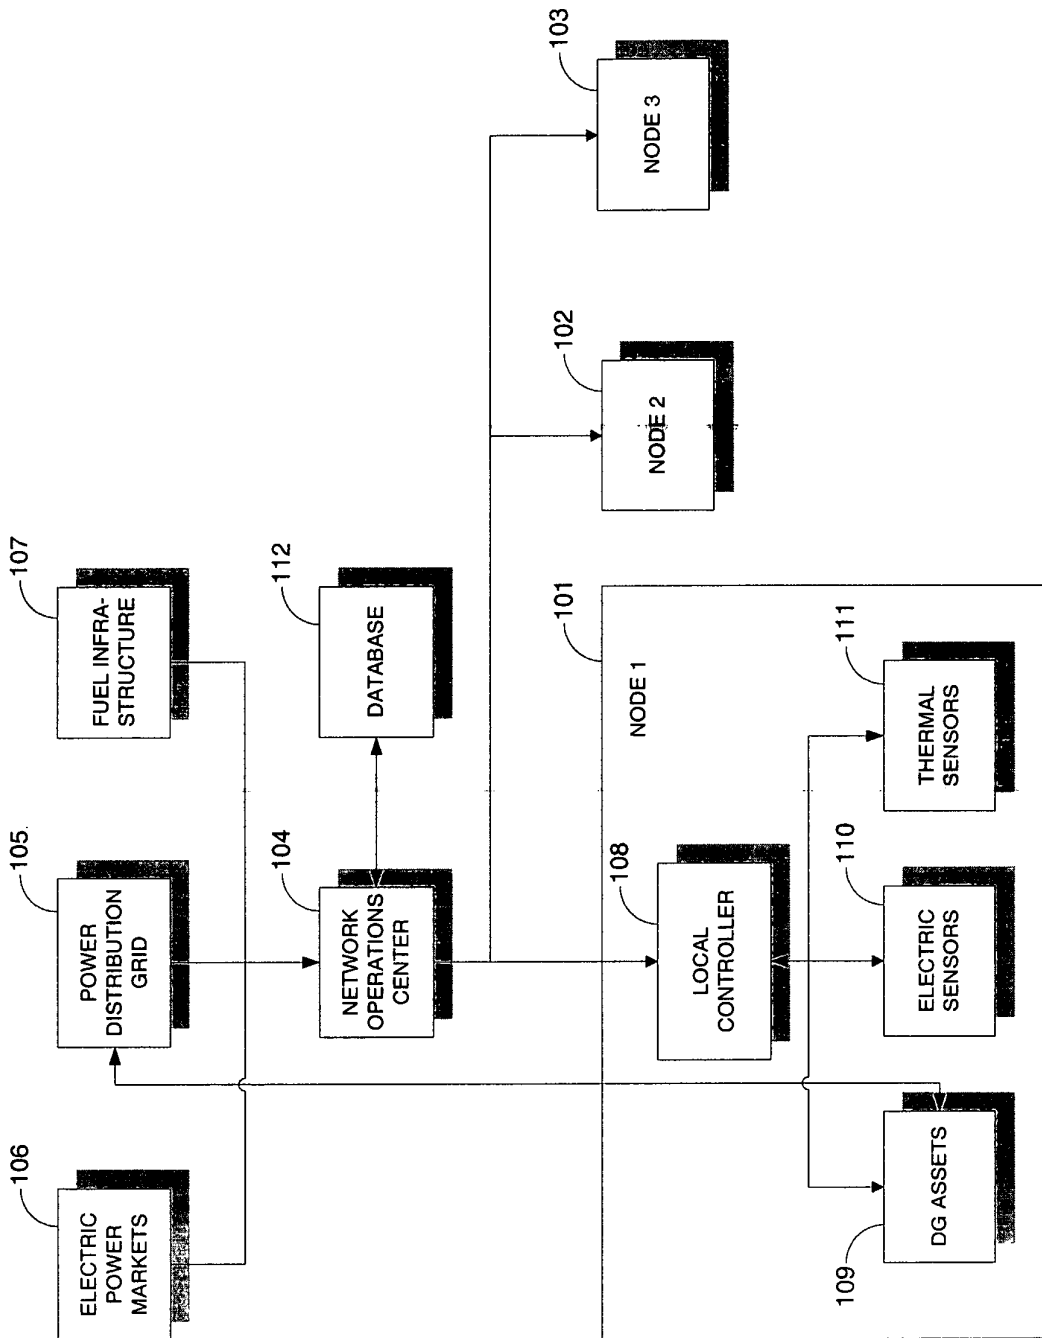 106
ELECTRIC
POWER
MARKETS
105
POWER
DISTRIBUTION
GRID
107
FUEL INFRA-
STRUCTURE
104
NETWORK
OPERATIONS
CENTER
112
DATABASE
101
NODE 1
102
NODE 2
103
NODE 3
108
LOCAL
CONTROLLER
109
DG ASSETS
110
ELECTRIC
SENSORS
111
THERMAL
SENSORS